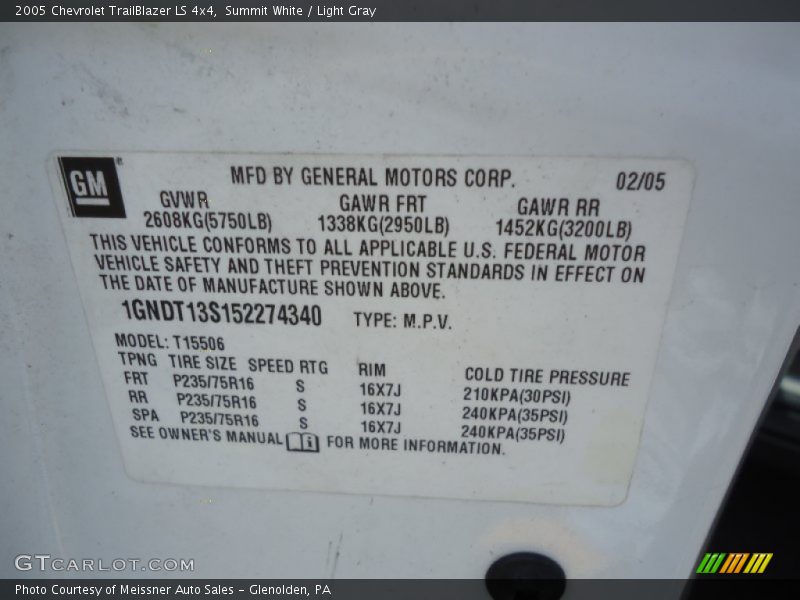 2005 Chevrolet TrailBlazer LS 4x4, Summit White / Light Gray
GM
MFD BY GENERAL MOTORS CORP. 02/05
GVWR GAWR FRT GAWR RR
2608KG(5750LB) 1338KG(2950LB) 1452KG(3200LB)
THIS VEHICLE CONFORMS TO ALL APPLICABLE U.S. FEDERAL MOTOR
VEHICLE SAFETY AND THEFT PREVENTION STANDARDS IN EFFECT ON
THE DATE OF MANUFACTURE SHOWN ABOVE.
1GNDT13S152274340 TYPE: M.P.V.
MODEL: T15506
TPNG TIRE SIZE SPEED RTG RIM COLD TIRE PRESSURE
FRT P235/75R16 S 16X7J 210KPA(30PSI)
RR P235/75R16 S 16X7J 240KPA(35PSI)
SPA P235/75R16 S 16X7J 240KPA(35PSI)
SEE OWNER'S MANUAL FOR MORE INFORMATION.
GTCARLOT.COM
Photo Courtesy of Meissner Auto Sales - Glenolden, PA